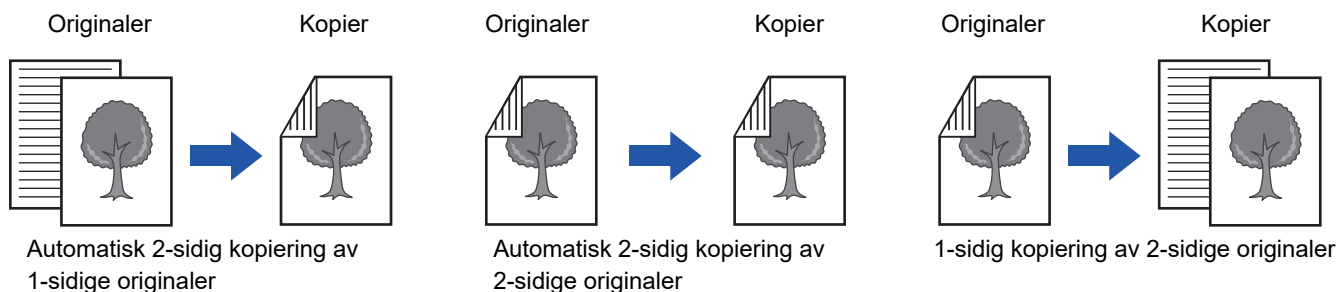 Originaler
Kopier
Automatisk 2-sidig kopiering av
1-sidige originaler
Originaler
Kopier
Automatisk 2-sidig kopiering av
2-sidige originaler
Originaler
Kopier
1-sidig kopiering av 2-sidige originaler